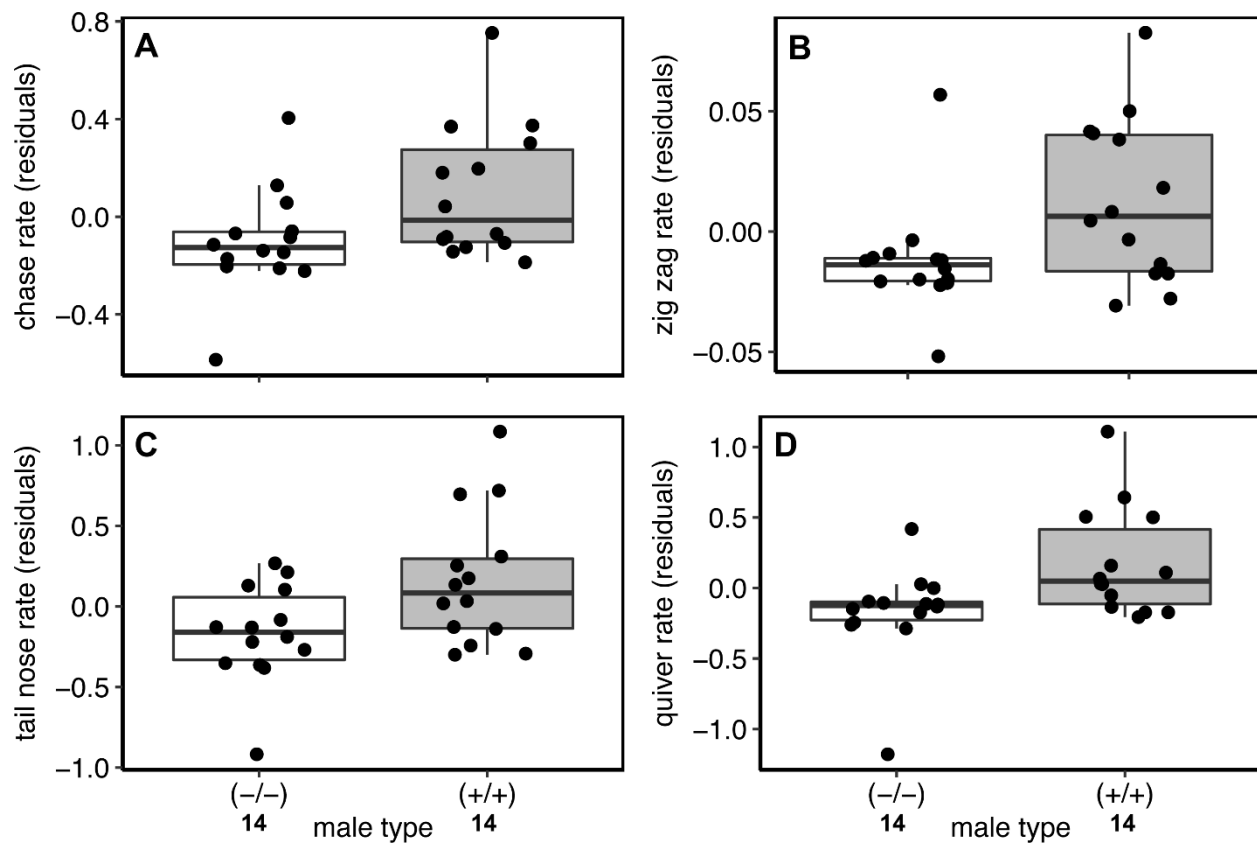 A
chase rate (residuals)
0.8
0.4
0.0
−0.4
B
zig zag rate (residuals)
0.05
0.00
−0.05
C
tail nose rate (residuals)
1.0
0.5
0.0
−0.5
−1.0
(−/−) (+/+)
14 male type 14
D
quiver rate (residuals)
1.0
0.5
0.0
−0.5
−1.0
(−/−) (+/+)
14 male type 14